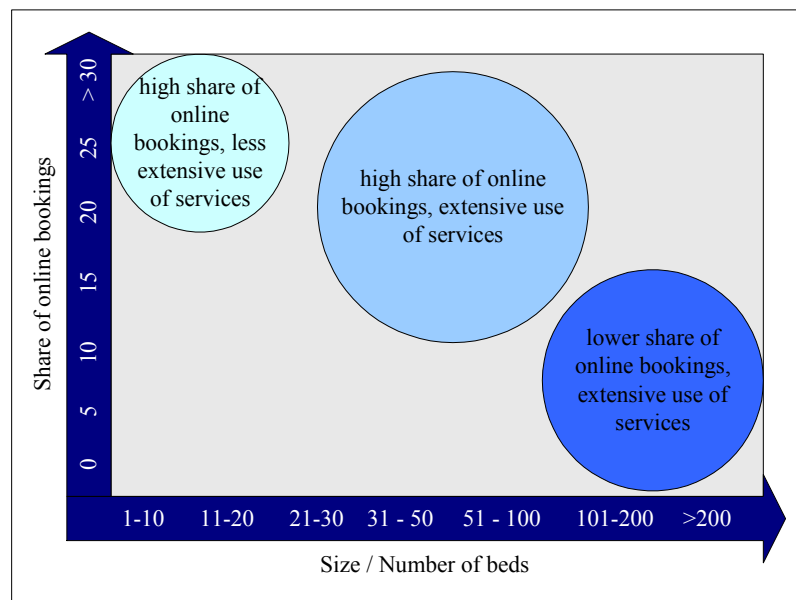 Share of online bookings
> 30
25
20
15
10
5
0
high share of
online
bookings, less
extensive use
of services
high share of online
bookings, extensive use
of services
lower share of
online bookings,
extensive use of
services
1-10 11-20 21-30 31 - 50 51 - 100 101-200 >200
Size / Number of beds